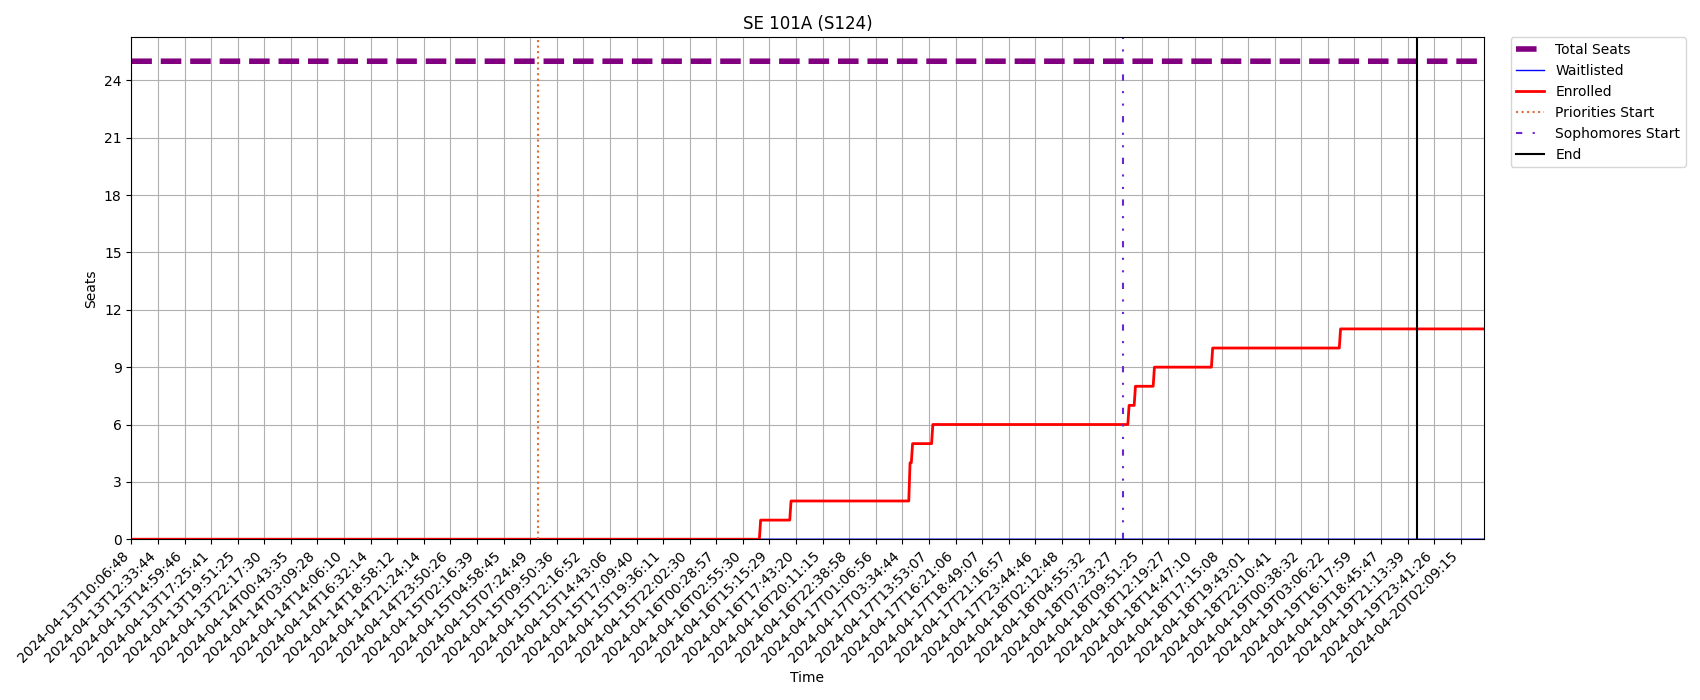 SE 101A (S124)
Total Seats
Waitlisted
Enrolled
Priorities Start
Sophomores Start
End
Seats
24
21
18
15
12
9
6
3
0
2024-04-13T10:06:48
2024-04-13T12:33:44
2024-04-13T14:59:46
2024-04-13T17:25:41
2024-04-13T19:51:25
2024-04-13T22:17:30
2024-04-14T00:43:35
2024-04-14T03:09:28
2024-04-14T14:06:10
2024-04-14T16:32:14
2024-04-14T18:58:12
2024-04-14T21:24:14
2024-04-14T23:50:26
2024-04-15T02:16:39
2024-04-15T04:58:45
2024-04-15T07:24:49
2024-04-15T09:50:36
2024-04-15T12:16:52
2024-04-15T14:43:06
2024-04-15T17:09:40
2024-04-15T19:36:11
2024-04-15T22:02:30
2024-04-16T00:28:57
2024-04-16T02:55:30
2024-04-16T15:15:29
2024-04-16T17:43:20
2024-04-16T20:11:15
2024-04-16T22:38:58
2024-04-17T01:06:56
2024-04-17T03:34:44
2024-04-17T13:53:07
2024-04-17T16:21:06
2024-04-17T18:49:07
2024-04-17T21:16:57
2024-04-17T23:44:46
2024-04-18T02:12:48
2024-04-18T04:55:32
2024-04-18T07:23:27
2024-04-18T09:51:25
2024-04-18T12:19:27
2024-04-18T14:47:10
2024-04-18T17:15:08
2024-04-18T19:43:01
2024-04-18T22:10:41
2024-04-19T00:38:32
2024-04-19T03:06:22
2024-04-19T16:17:59
2024-04-19T18:45:47
2024-04-19T21:13:39
2024-04-19T23:41:26
2024-04-20T02:09:15
Time